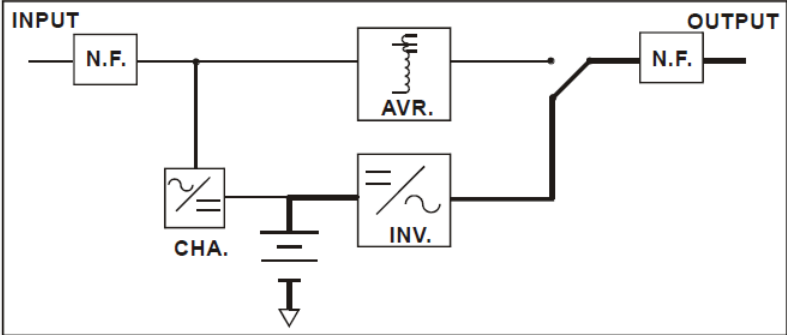 INPUT
OUTPUT
N.F.
N.F.
AVR.
CHA.
INV.